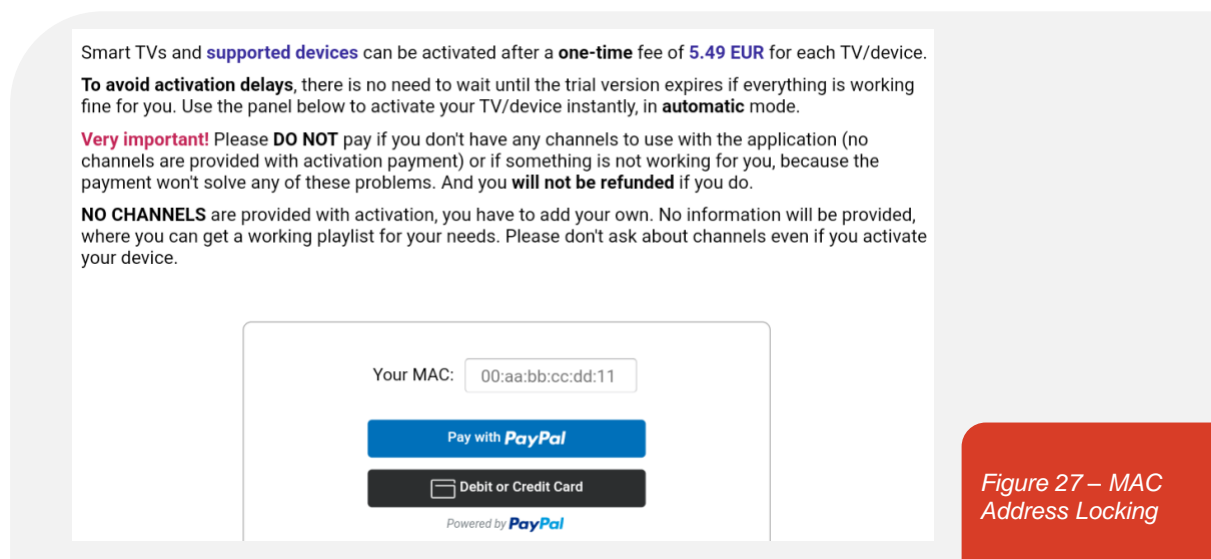 Smart TVs and supported devices can be activated after a one-time fee of 5.49 EUR for each TV/device.
To avoid activation delays, there is no need to wait until the trial version expires if everything is working
fine for you. Use the panel below to activate your TV/device instantly, in automatic mode.
Very important! Please DO NOT pay if you don't have any channels to use with the application (no
channels are provided with activation payment) or if something is not working for you, because the
payment won't solve any of these problems. And you will not be refunded if you do.
NO CHANNELS are provided with activation, you have to add your own. No information will be provided,
where you can get a working playlist for your needs. Please don't ask about channels even if you activate
your device.
Your MAC: 00:aa:bb:cc:dd:11
Pay with PayPal
Debit or Credit Card
Powered by PayPal
Figure 27 – MAC
Address Locking